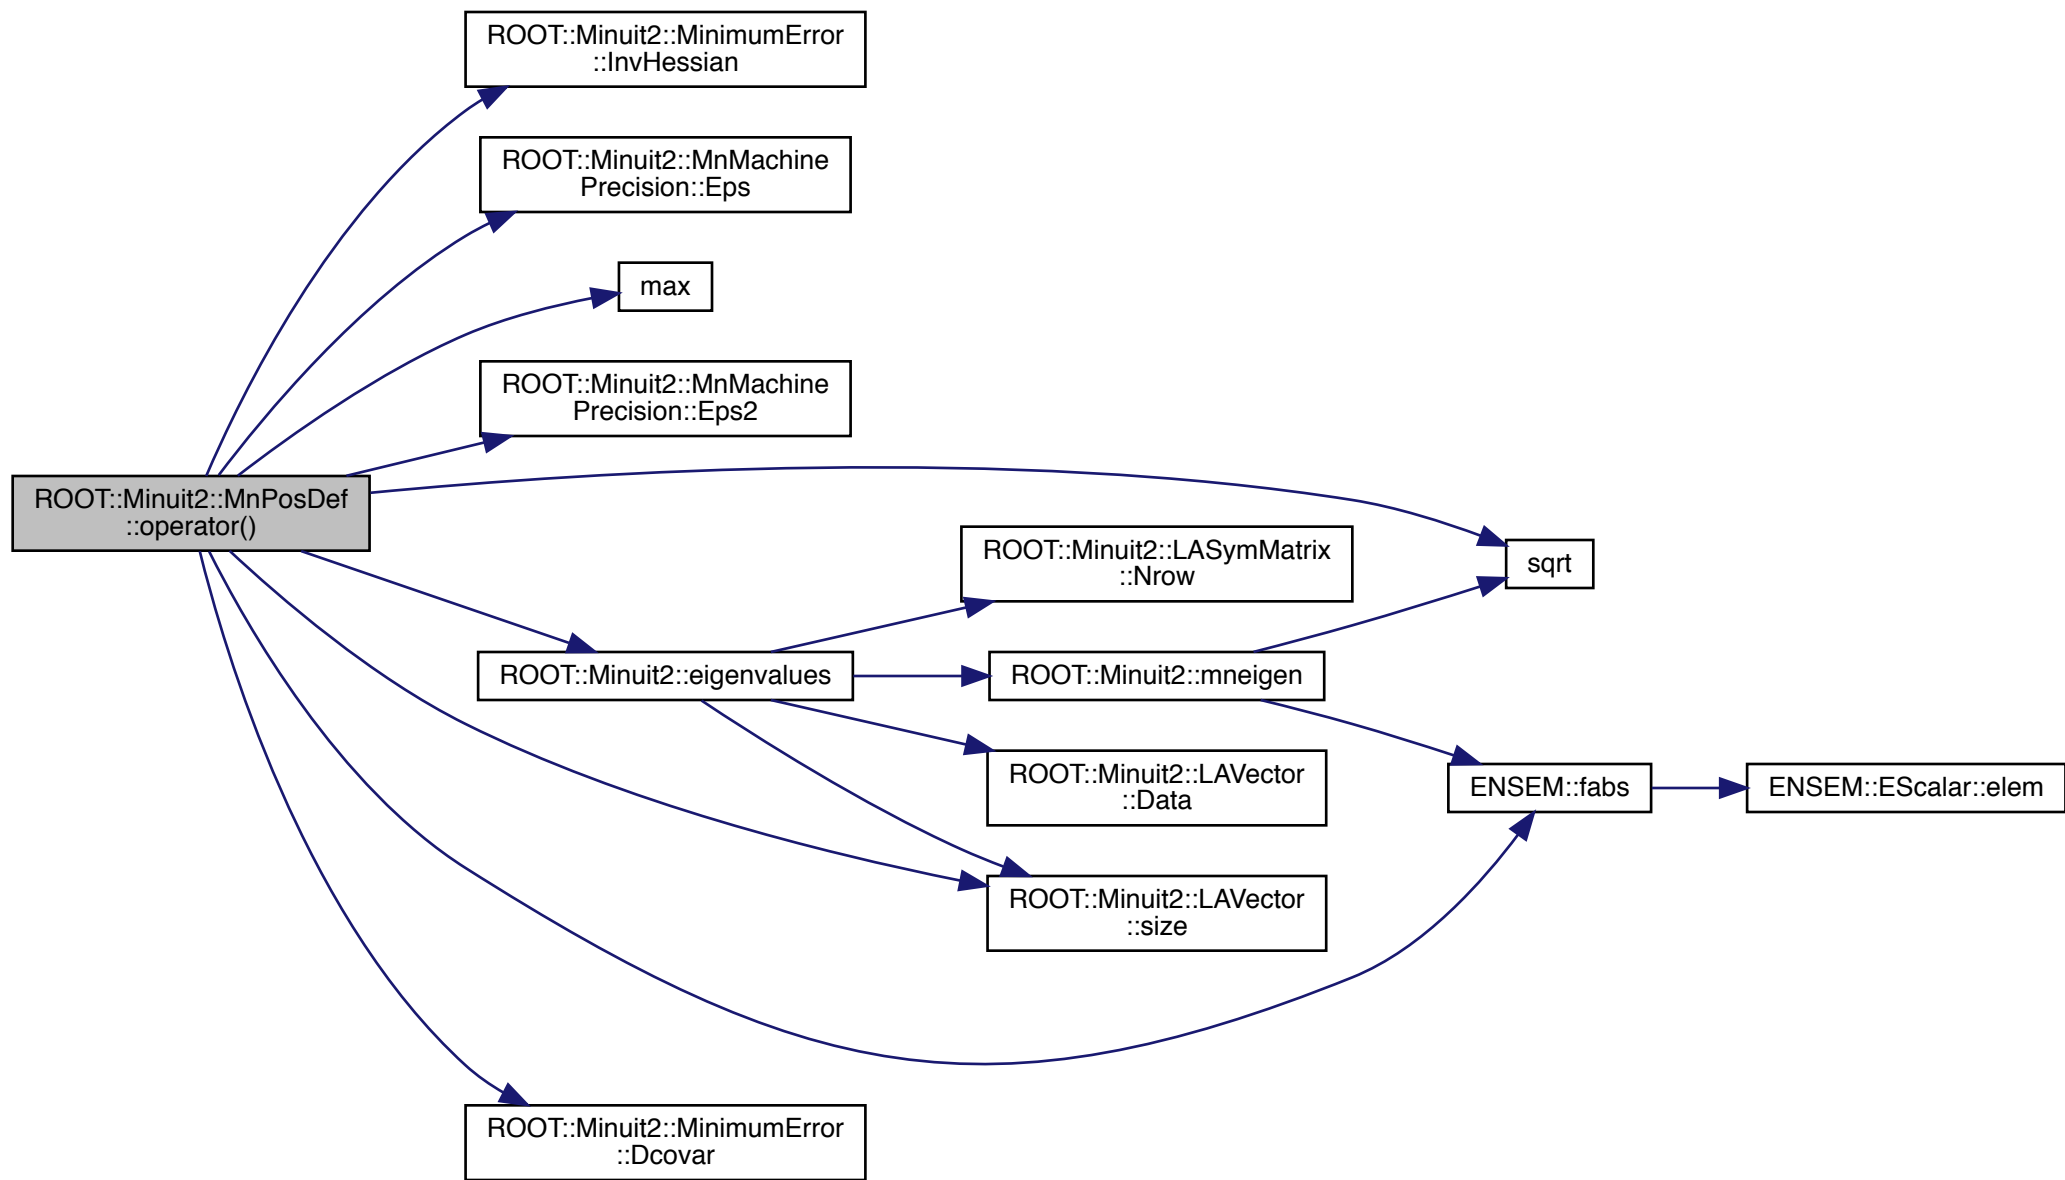 ROOT::Minuit2::MinimumError
::InvHessian
ROOT::Minuit2::MnMachine
Precision::Eps
max
ROOT::Minuit2::MnMachine
Precision::Eps2
ROOT::Minuit2::MnPosDef
::operator()
ROOT::Minuit2::LASymMatrix
::Nrow
sqrt
ROOT::Minuit2::eigenvalues
ROOT::Minuit2::mneigen
ROOT::Minuit2::LAVector
::Data
ENSEM::fabs
ENSEM::EScalar::elem
ROOT::Minuit2::LAVector
::size
ROOT::Minuit2::MinimumError
::Dcovar